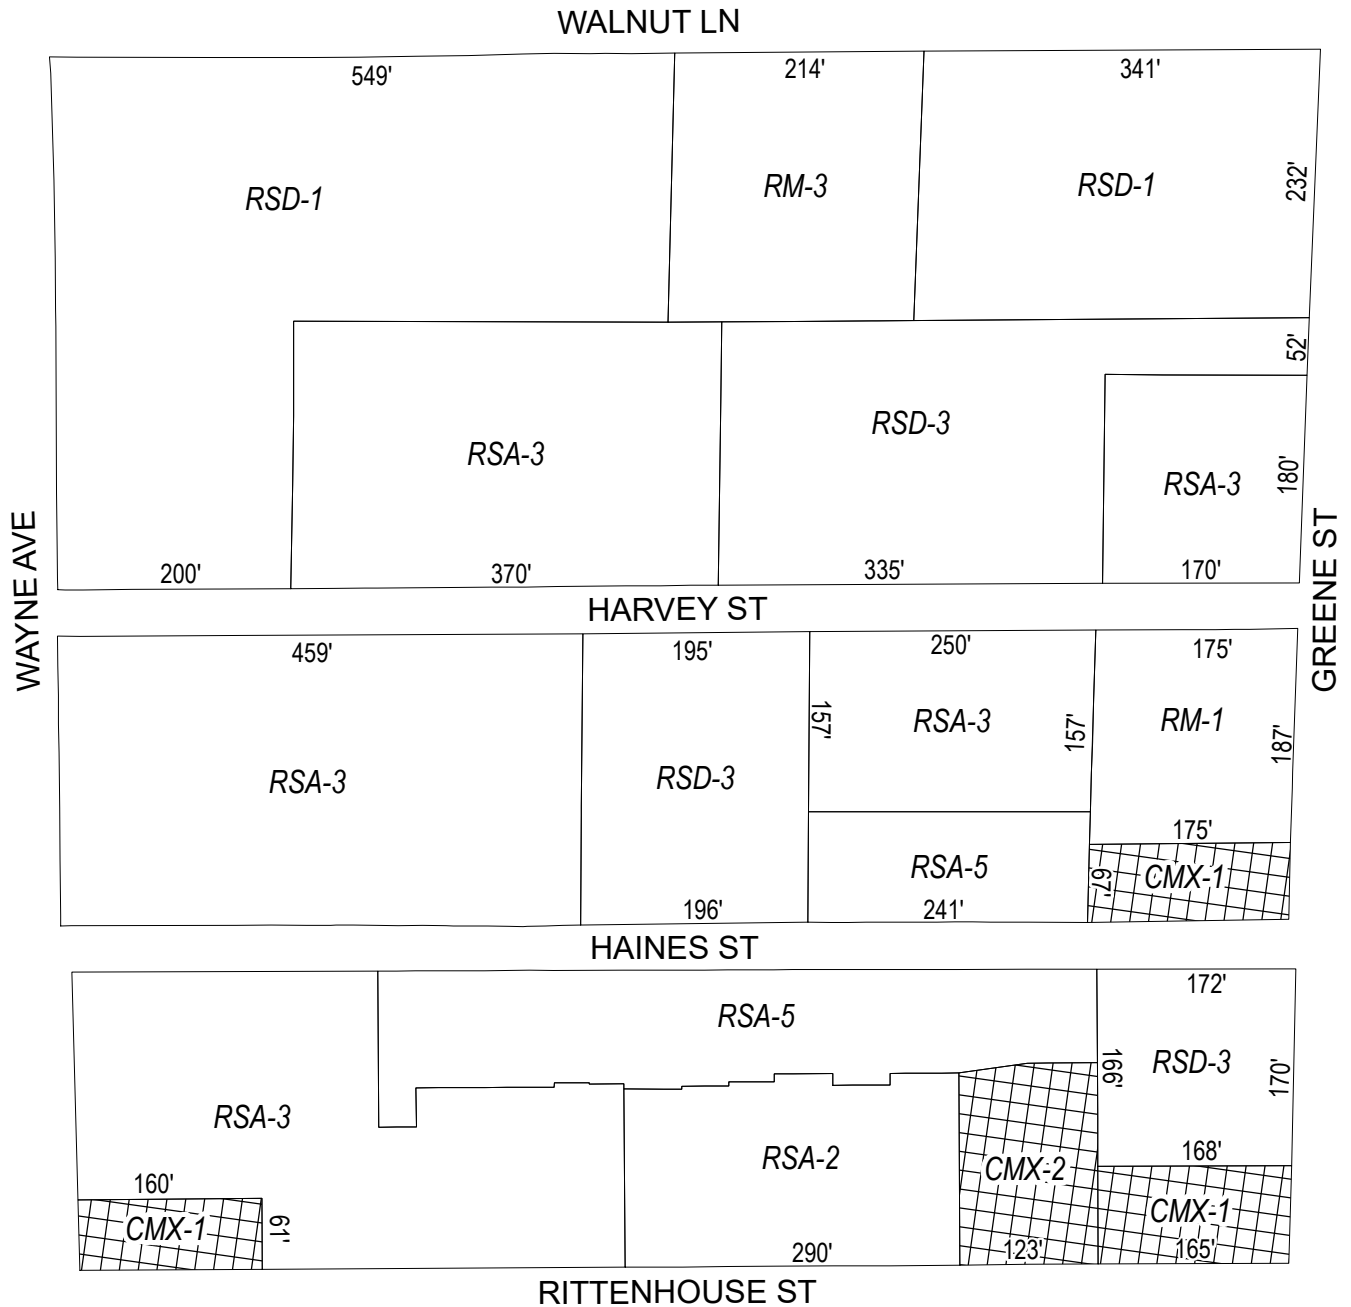 WALNUT LN
549'
214'
341'
RSD-1
RM-3
RSD-1
232'
52'
RSA-3
RSD-3
RSA-3
180'
200'
370'
335'
170'
WAYNE AVE
GREENE ST
HARVEY ST
459'
195'
250'
175'
RSA-3
RSD-3
157'
RSA-3
157'
RM-1
187'
175'
RSA-5
67'
CMX-1
196'
241'
HAINES ST
172'
RSA-5
166'
RSD-3
170'
RSA-3
RSA-2
CMX-2
168'
160'
CMX-1
61'
CMX-1
290'
123'
165'
RITTENHOUSE ST